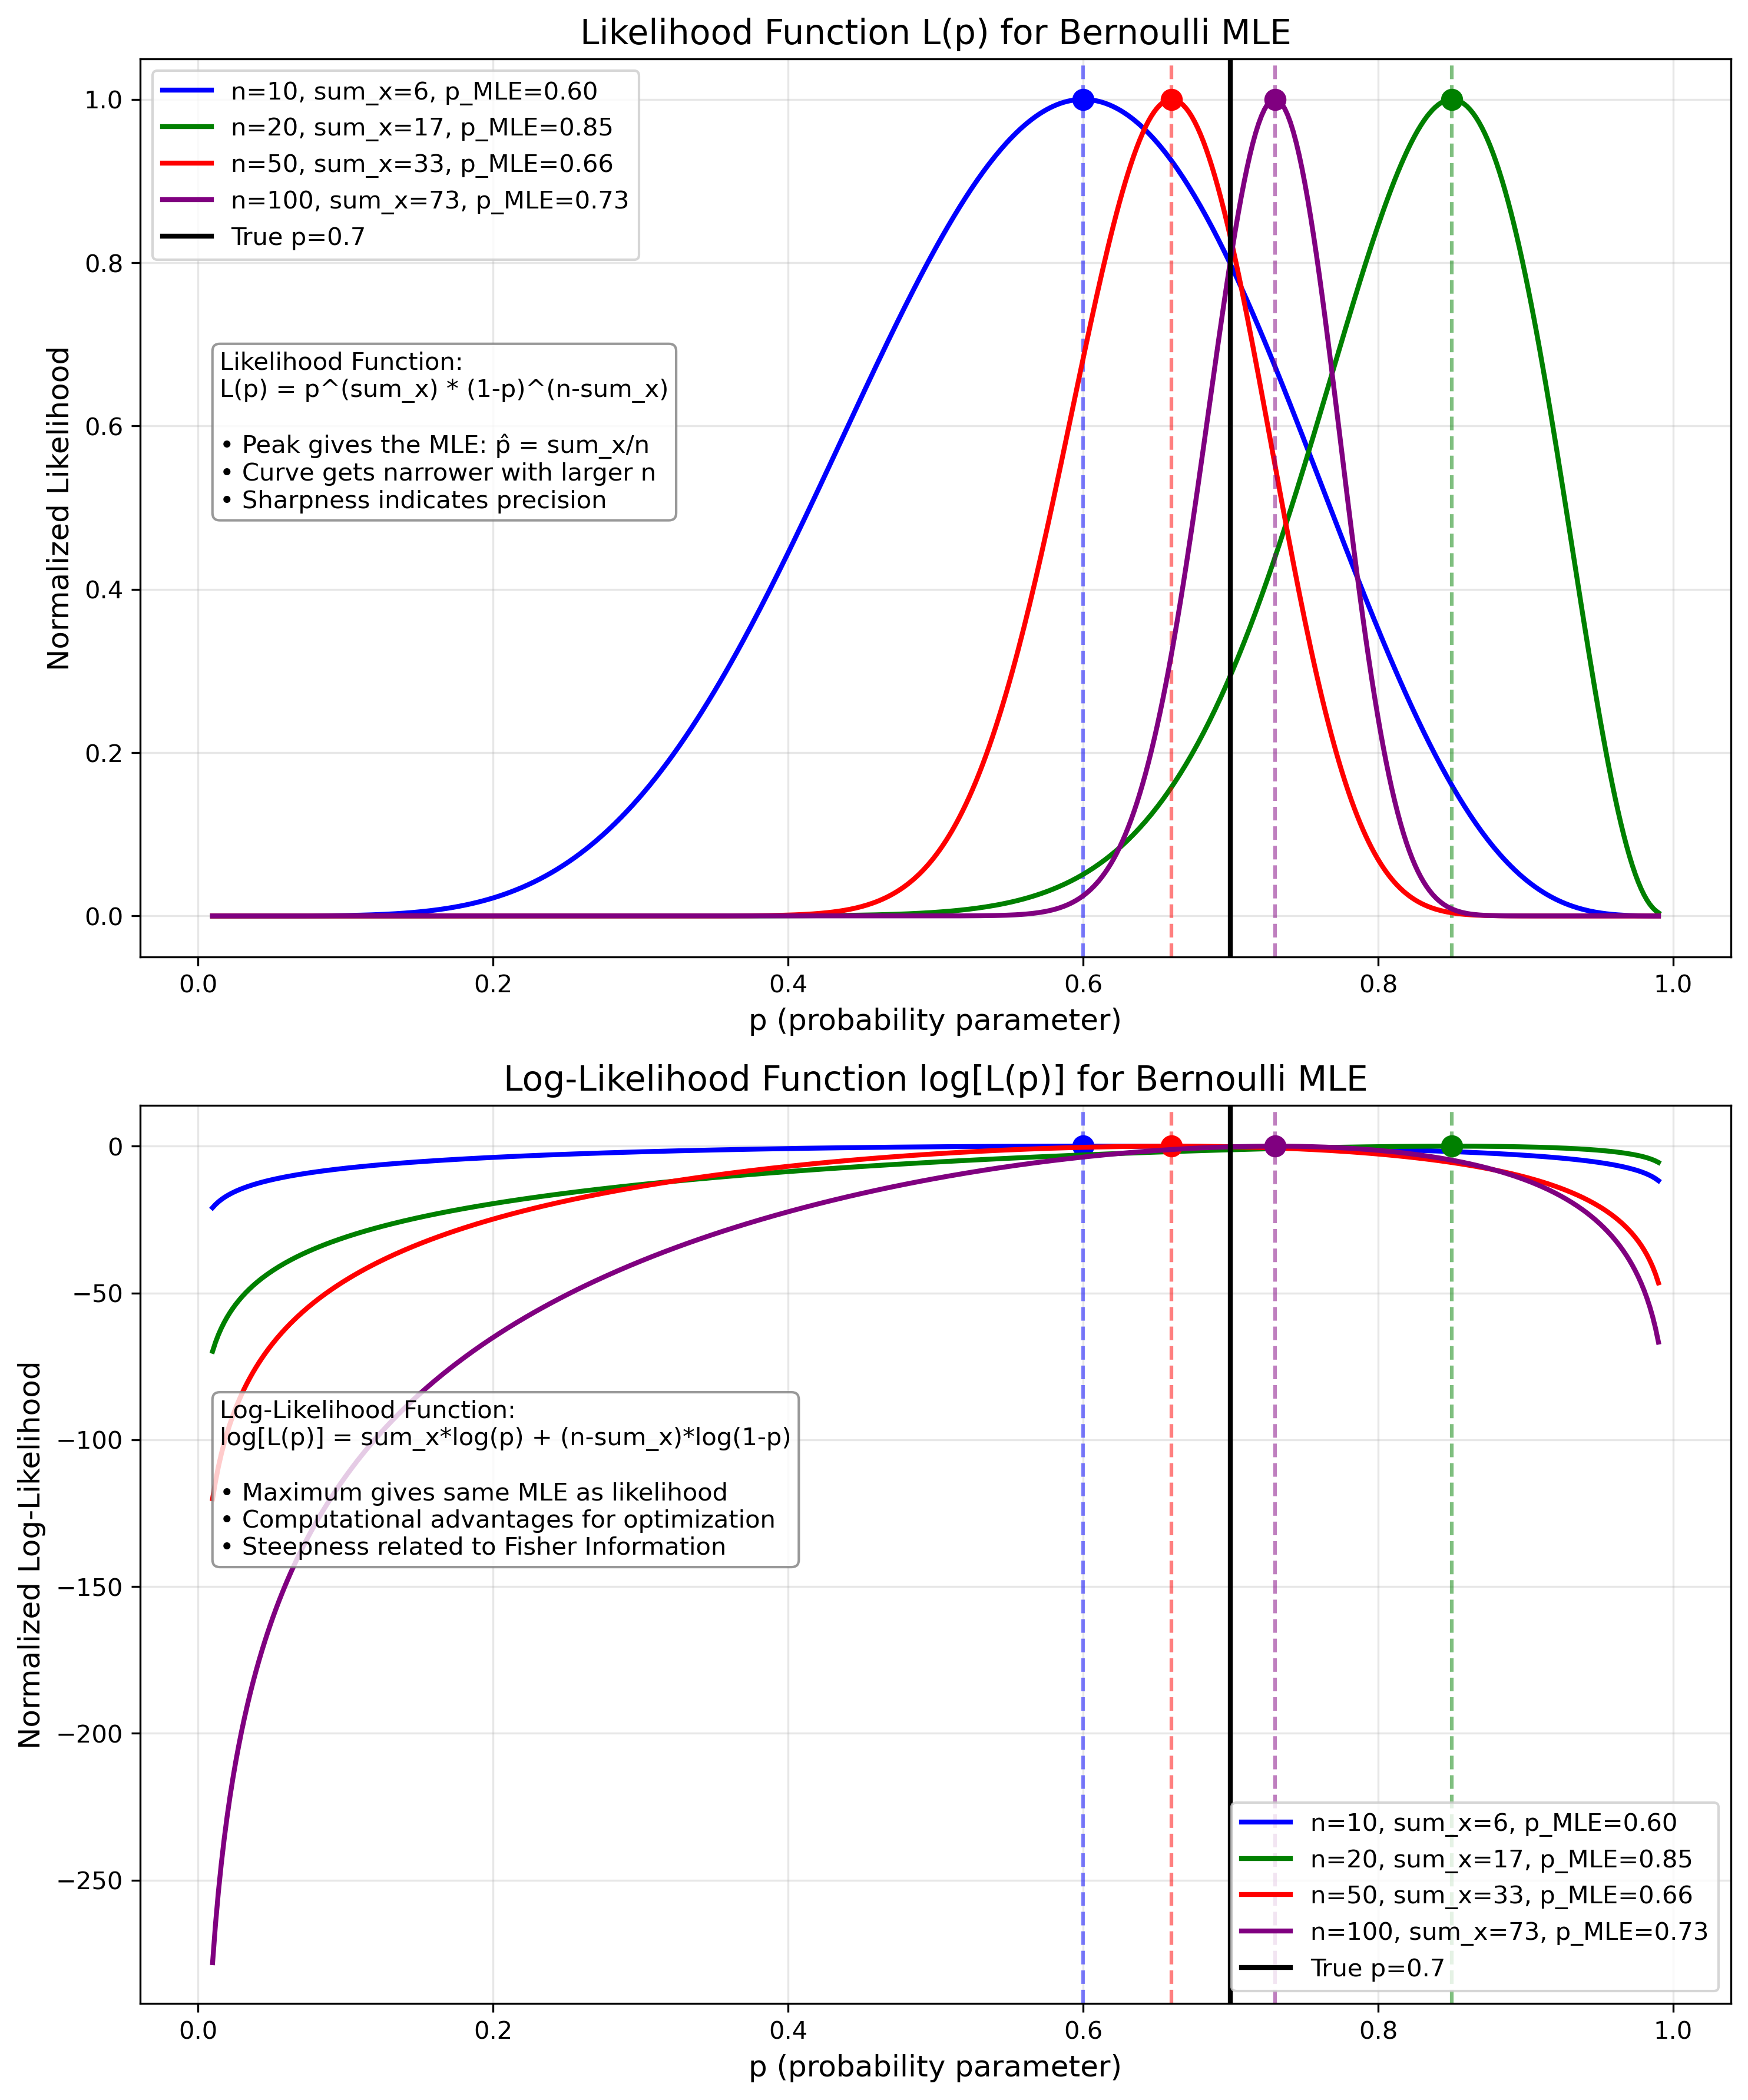 Likelihood Function L(p) for Bernoulli MLE
n=10, sum_x=6, p_MLE=0.60
n=20, sum_x=17, p_MLE=0.85
n=50, sum_x=33, p_MLE=0.66
n=100, sum_x=73, p_MLE=0.73
True p=0.7
Likelihood Function:
L(p) = p^(sum_x) * (1-p)^(n-sum_x)
• Peak gives the MLE: p̂ = sum_x/n
• Curve gets narrower with larger n
• Sharpness indicates precision
Normalized Likelihood
1.0
0.8
0.6
0.4
0.2
0.0
0.0 0.2 0.4 0.6 0.8 1.0
p (probability parameter)
Log-Likelihood Function log[L(p)] for Bernoulli MLE
Normalized Log-Likelihood
0
−50
−100
−150
−200
−250
Log-Likelihood Function:
log[L(p)] = sum_x*log(p) + (n-sum_x)*log(1-p)
• Maximum gives same MLE as likelihood
• Computational advantages for optimization
• Steepness related to Fisher Information
n=10, sum_x=6, p_MLE=0.60
n=20, sum_x=17, p_MLE=0.85
n=50, sum_x=33, p_MLE=0.66
n=100, sum_x=73, p_MLE=0.73
True p=0.7
0.0 0.2 0.4 0.6 0.8 1.0
p (probability parameter)